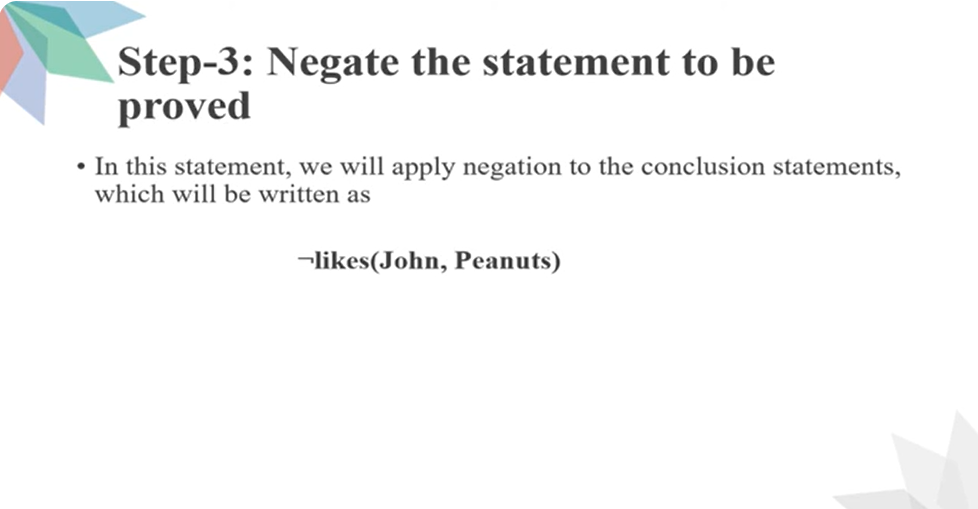 Step-3: Negate the statement to be
proved
• In this statement, we will apply negation to the conclusion statements,
which will be written as
¬likes(John, Peanuts)